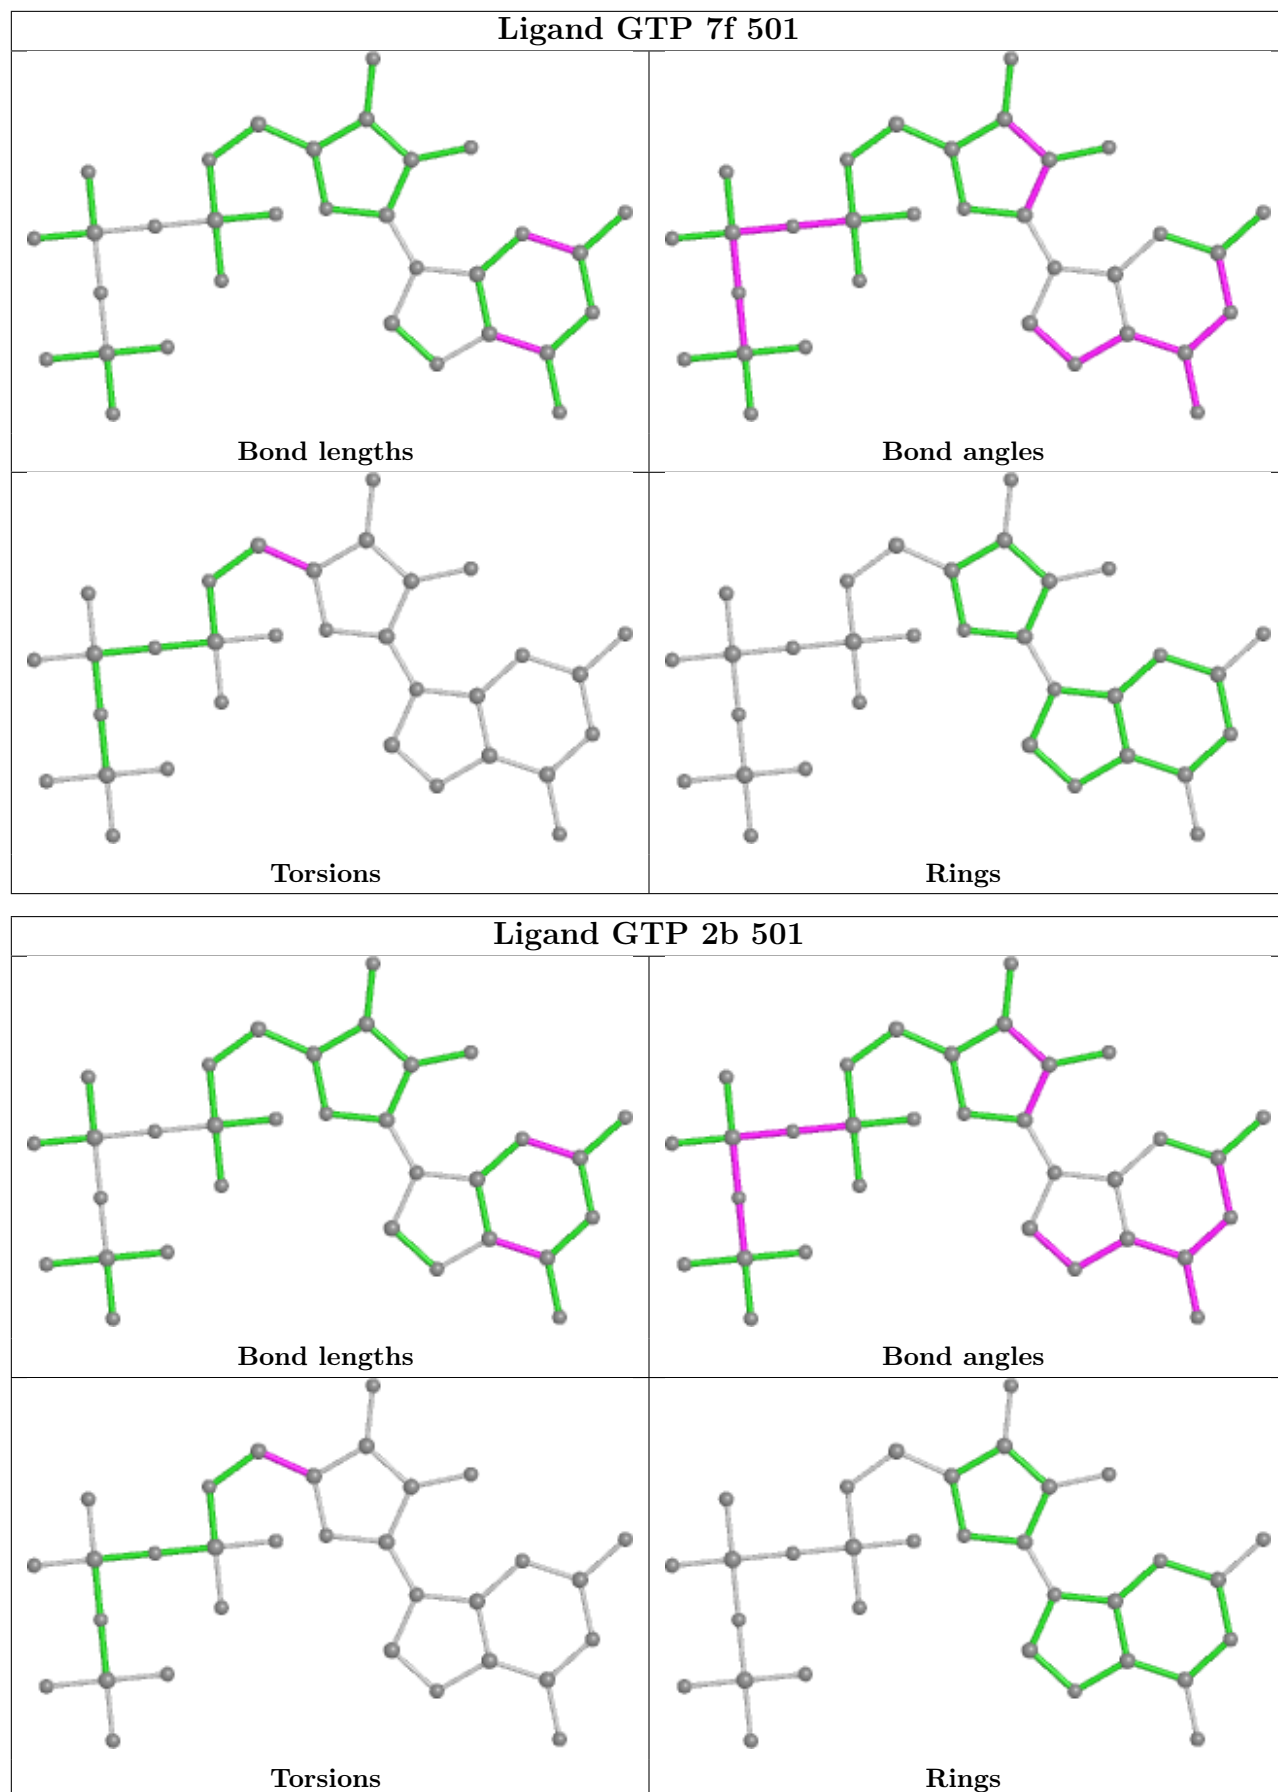 Ligand GTP 7f 501
Bond lengths
Bond angles
Torsions
Rings
Ligand GTP 2b 501
Bond lengths
Bond angles
Torsions
Rings